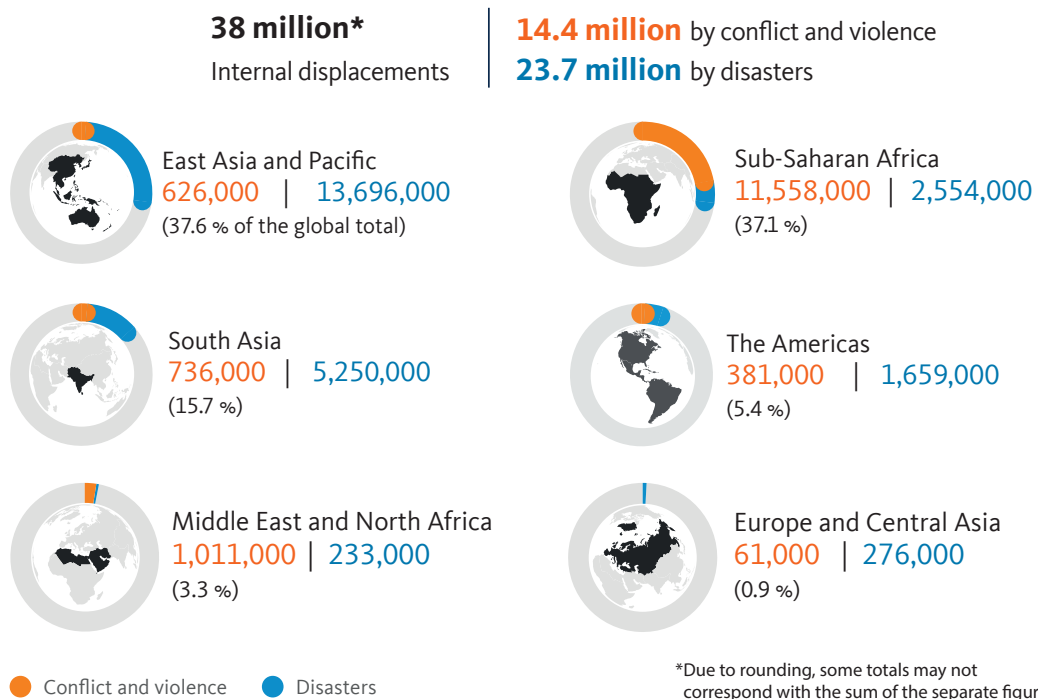 38 million*
Internal displacements
14.4 million by conflict and violence
23.7 million by disasters
East Asia and Pacific
626,000 | 13,696,000
(37.6 % of the global total)
Sub-Saharan Africa
11,558,000 | 2,554,000
(37.1 %)
South Asia
736,000 | 5,250,000
(15.7 %)
The Americas
381,000 | 1,659,000
(5.4 %)
Middle East and North Africa
1,011,000 | 233,000
(3.3 %)
Europe and Central Asia
61,000 | 276,000
(0.9 %)
Conflict and violence
Disasters
*Due to rounding, some totals may not
correspond with the sum of the separate